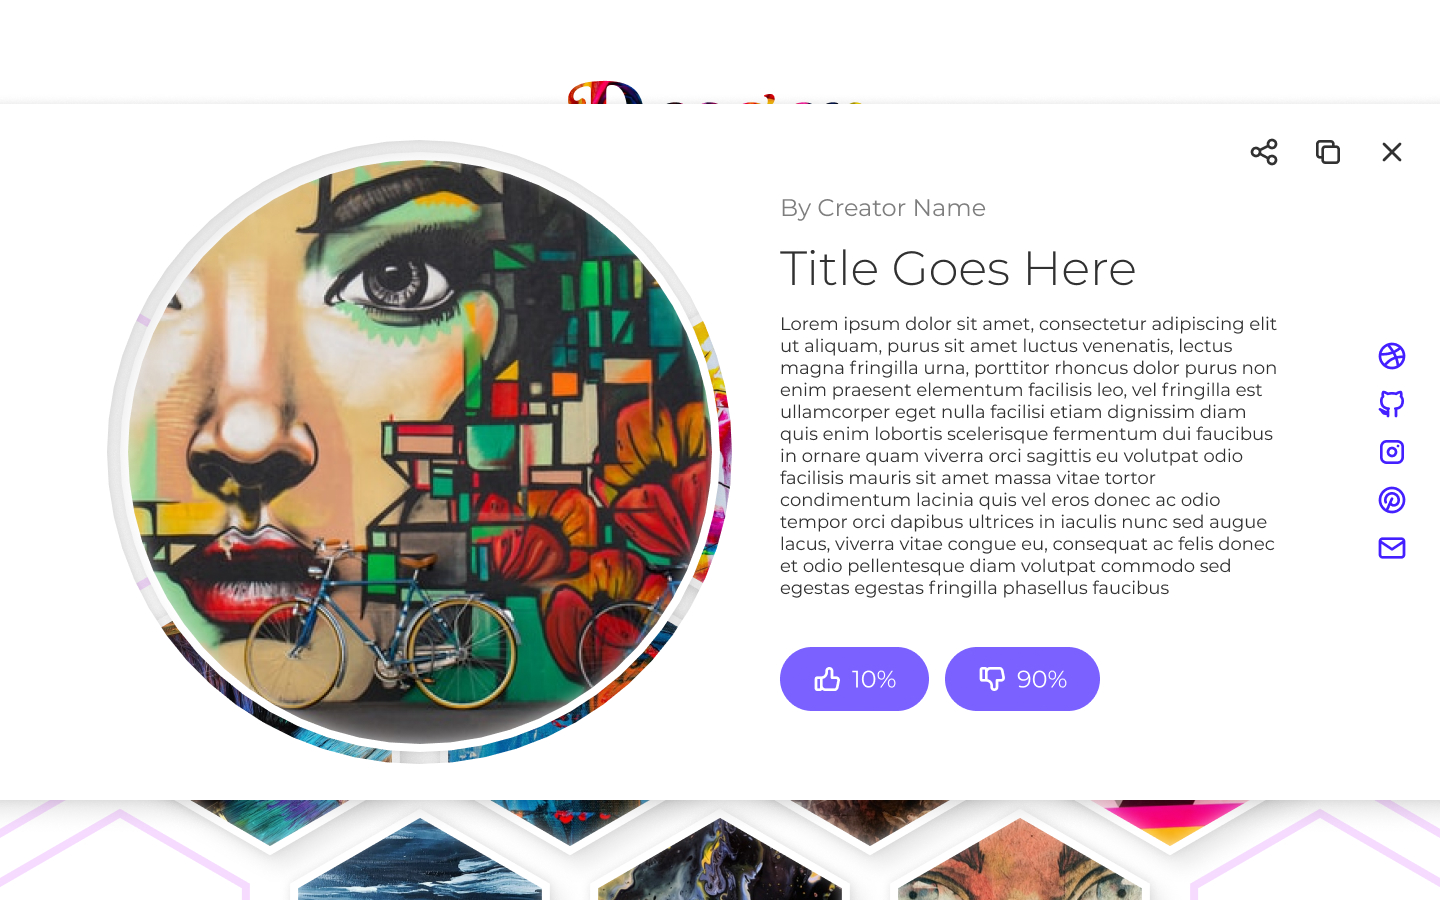 By Creator Name
Title Goes Here
Lorem ipsum dolor sit amet, consectetur adipiscing elit
ut aliquam, purus sit amet luctus venenatis, lectus
magna fringilla urna, porttitor rhoncus dolor purus non
enim praesent elementum facilisis leo, vel fringilla est
ullamcorper eget nulla facilisi etiam dignissim diam
quis enim lobortis scelerisque fermentum dui faucibus
in ornare quam viverra orci sagittis eu volutpat odio
facilisis mauris sit amet massa vitae tortor
condimentum lacinia quis vel eros donec ac odio
tempor orci dapibus ultrices in iaculis nunc sed augue
lacus, viverra vitae congue eu, consequat ac felis donec
et odio pellentesque diam volutpat commodo sed
egestas egestas fringilla phasellus faucibus
10%
90%